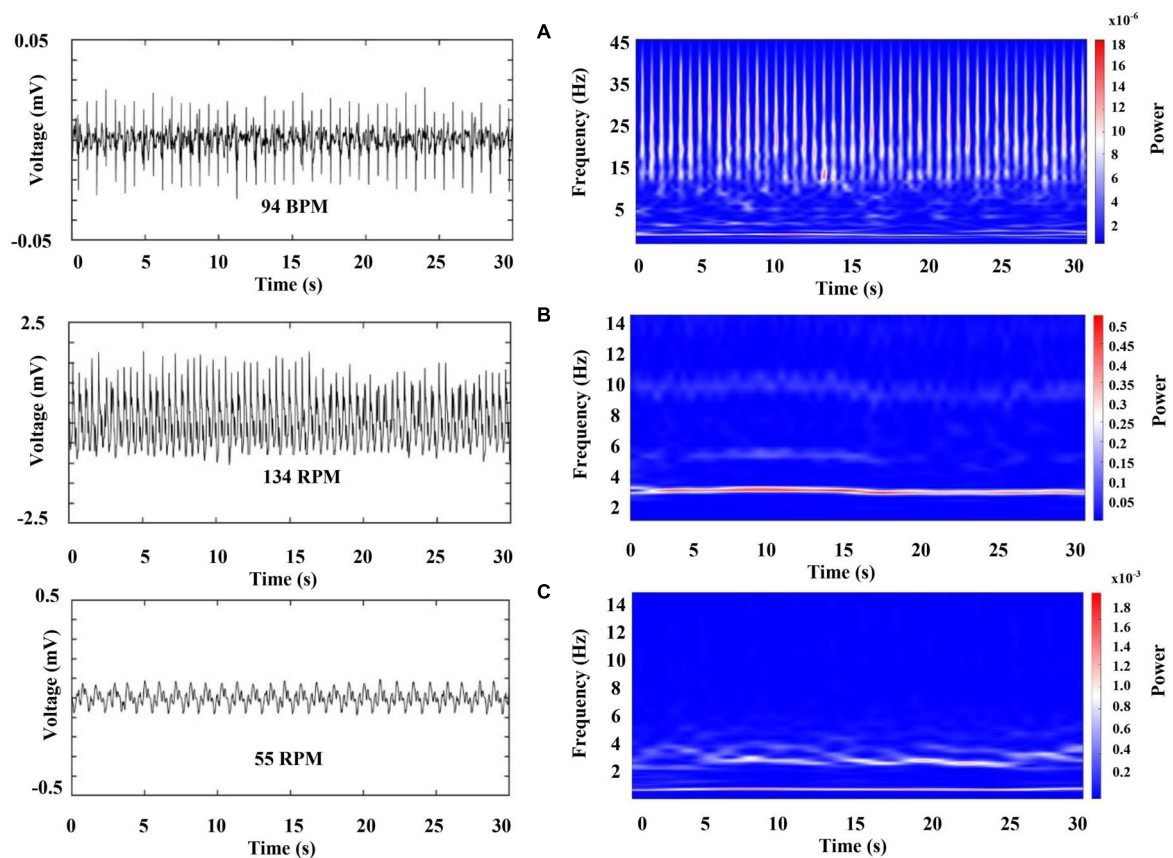 A
0.05
Voltage (mV)
-0.05
94 BPM
0 5 10 15 20 25 30
Time (s)
45
35
25
15
5
Frequency (Hz)
0 5 10 15 20 25 30
Time (s)
x10-6
18
16
14
12
10
8
6
4
2
Power
B
2.5
Voltage (mV)
-2.5
134 RPM
0 5 10 15 20 25 30
Time (s)
14
12
10
8
6
4
2
Frequency (Hz)
0 5 10 15 20 25 30
Time (s)
0.5
0.45
0.4
0.35
0.3
0.25
0.2
0.15
0.1
0.05
Power
C
0.5
Voltage (mV)
-0.5
55 RPM
0 5 10 15 20 25 30
Time (s)
14
12
10
8
6
4
2
Frequency (Hz)
0 5 10 15 20 25 30
Time (s)
x10-3
1.8
1.6
1.4
1.2
1.0
0.8
0.6
0.4
0.2
Power